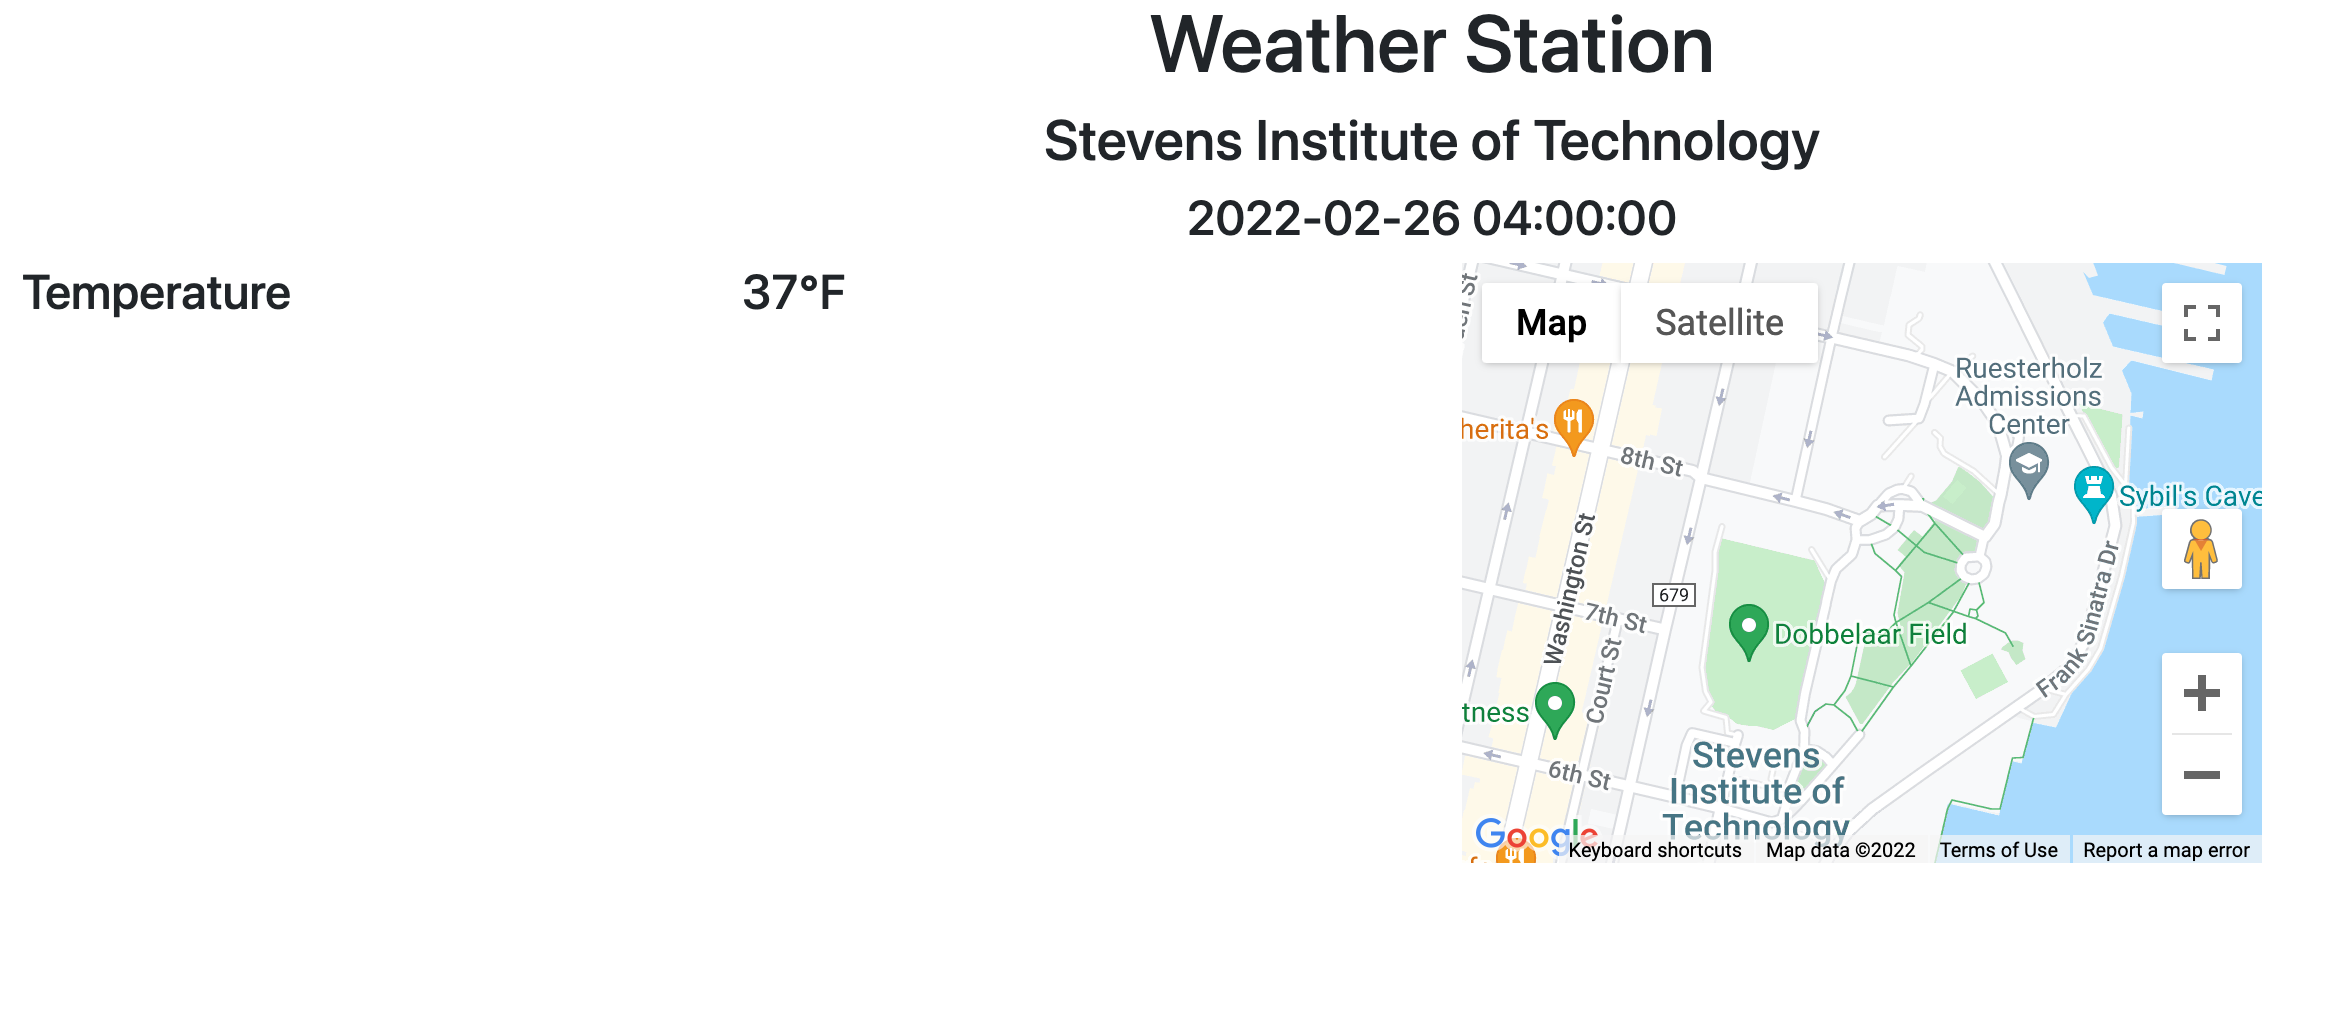 Weather Station
Stevens Institute of Technology
2022-02-26 04:00:00
Temperature 37°F
Map Satellite
Ruesterholz
Admissions
Center
herita's
8th St
Sybil's Cave
Washington St
679
7th St
Dobbelaar Field
Court St
Frank Sinatra Dr
tness
6th St
Stevens
Institute of
Technology
Google
Keyboard shortcuts Map data ©2022 Terms of Use Report a map error